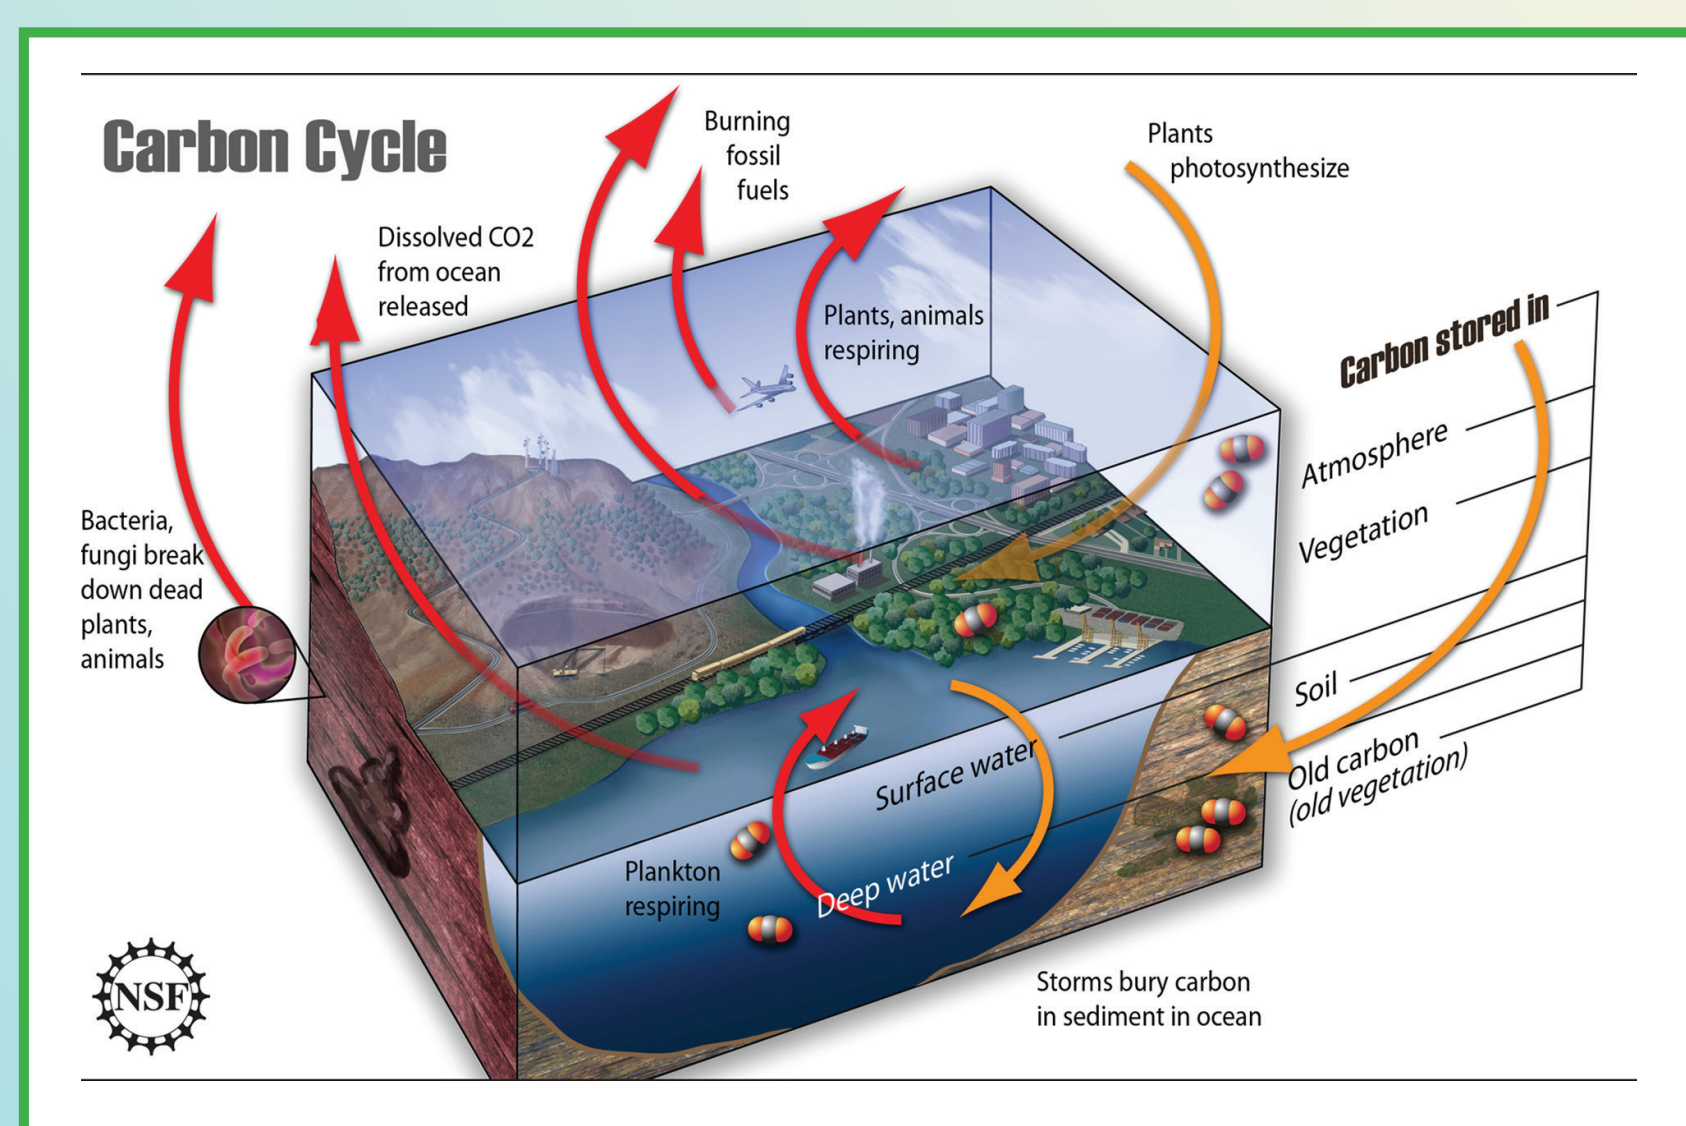 Carbon Cycle
Burning
fossil
fuels
Plants
photosynthesize
Dissolved CO2
from ocean
released
Plants, animals
respiring
Carbon stored in
Atmosphere
Vegetation
Soil
Old carbon
(old vegetation)
Bacteria,
fungi break
down dead
plants,
animals
Surface water
Deep water
Plankton
respiring
Storms bury carbon
in sediment in ocean
NSF